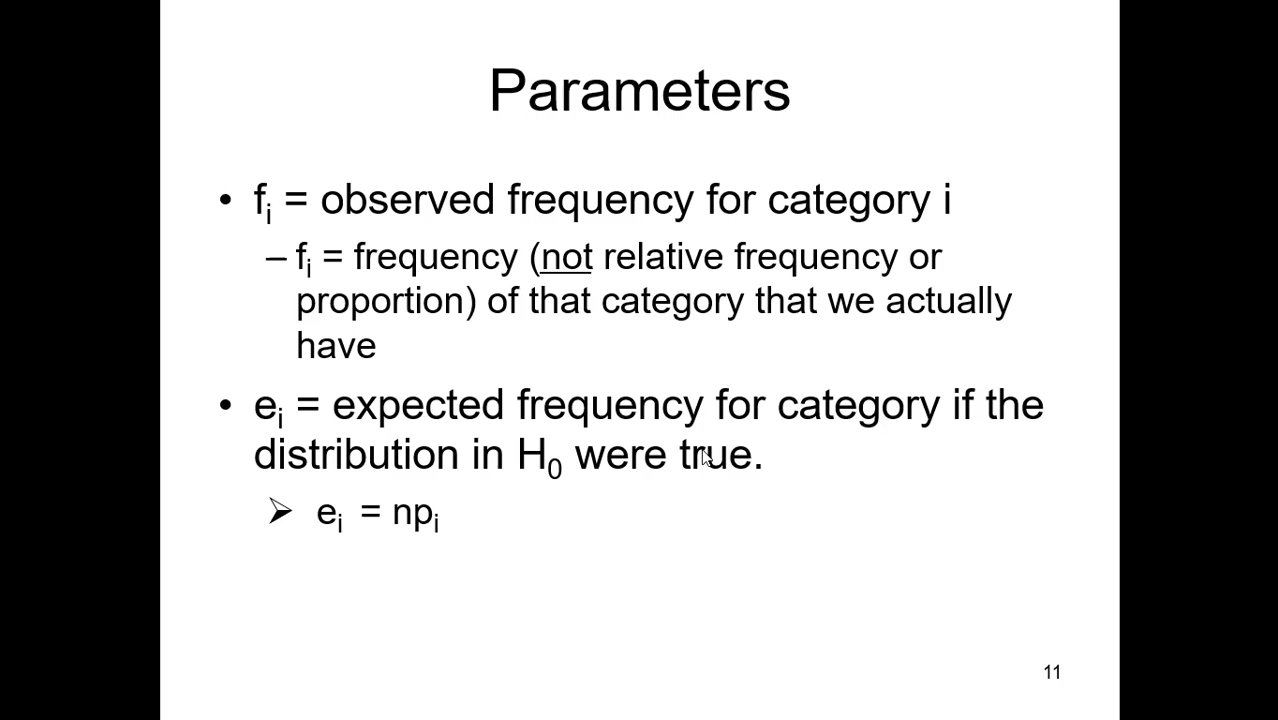 Parameters
• fᵢ = observed frequency for category i
– fᵢ = frequency (not relative frequency or
proportion) of that category that we actually
have
• eᵢ = expected frequency for category if the
distribution in H₀ were true.
➢ eᵢ = npᵢ
11